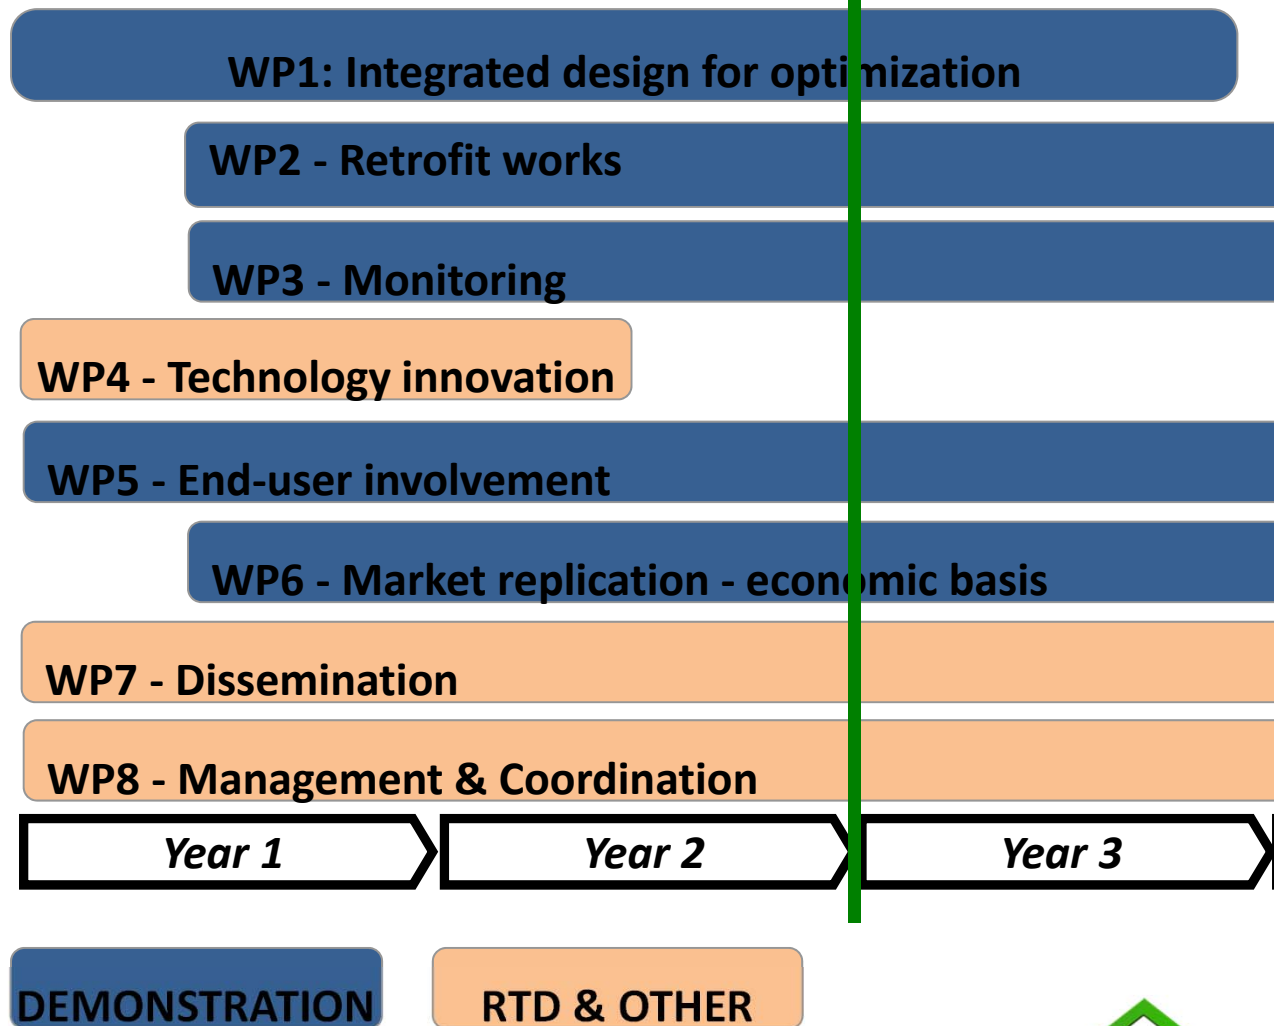 WP1: Integrated design for optimization
WP2 - Retrofit works
WP3 - Monitoring
WP4 - Technology innovation
WP5 - End-user involvement
WP6 - Market replication - economic basis
WP7 - Dissemination
WP8 - Management & Coordination
Year 1 Year 2 Year 3
DEMONSTRATION RTD & OTHER